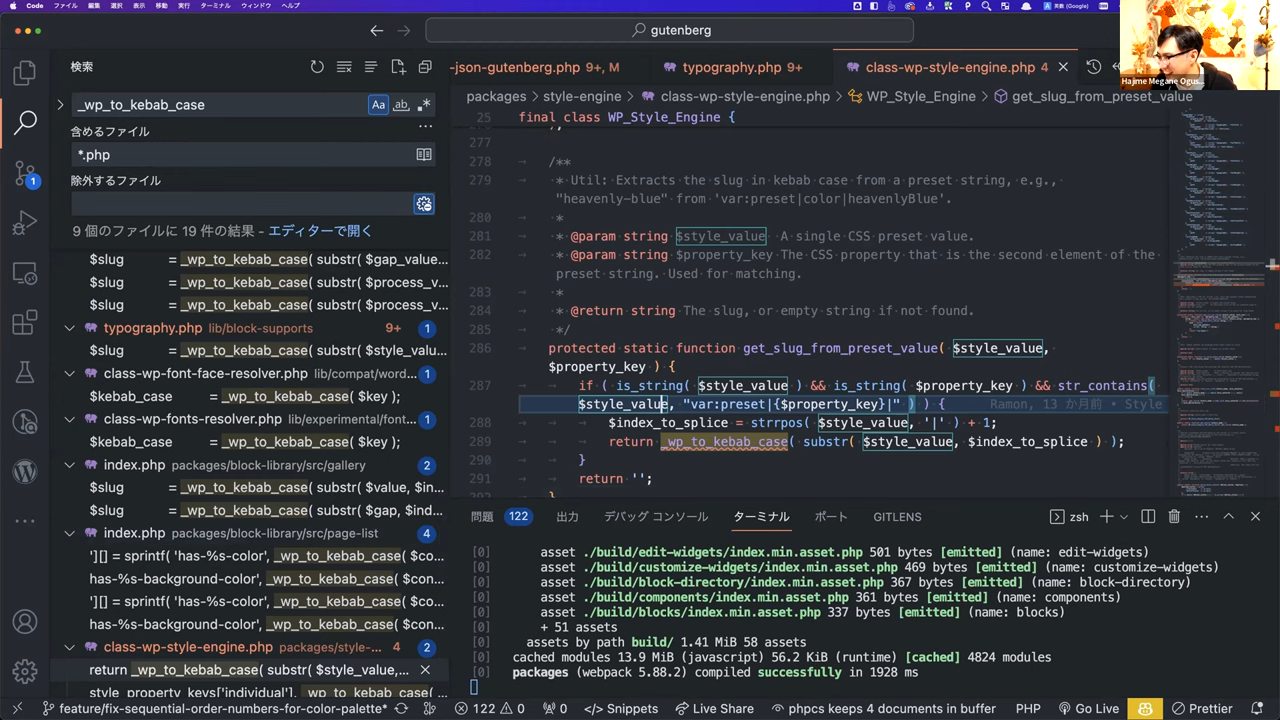 Code ファイル 編集 選択 表示 移動 実行 ターミナル ウィンドウ ヘルプ
英数 (Google)
gutenberg
検索
-json-gutenberg.php 9+, M
typography.php 9+
class-wp-style-engine.php 4
Hajime Megane Ogus...
_wp_to_kebab_case
Aa ab .*
含めるファイル
*.php
除外するファイル
9 個のファイルに 19 件の結果 - エディターで開く
$slug = _wp_to_kebab_case( substr( $gap_value...
$slug = _wp_to_kebab_case( substr( $process_v...
$slug = _wp_to_kebab_case( substr( $process_v...
typography.php lib/block-supports 9+ 1
$slug = _wp_to_kebab_case( substr( $style_valu...
class-wp-font-face-resolver.php lib/compat/word... 1
$kebab_case = _wp_to_kebab_case( $key );
class-wp-fonts-resolver.php lib/experimental/fo... 1
$kebab_case = _wp_to_kebab_case( $key );
index.php packages/block-library/src/gallery 2
$slug = _wp_to_kebab_case( substr( $value, $in...
$slug = _wp_to_kebab_case( substr( $gap, $ind...
index.php packages/block-library/src/page-list 4
'][] = sprintf( 'has-%s-color', _wp_to_kebab_case( $co...
has-%s-background-color', _wp_to_kebab_case( $con...
'][] = sprintf( 'has-%s-color', _wp_to_kebab_case( $co...
has-%s-background-color', _wp_to_kebab_case( $con...
class-wp-style-engine.php packages/style-... 2
return _wp_to_kebab_case( substr( $style_value,...
style_property_keys['individual'], _wp_to_kebab_case( $...
packages > style-engine > class-wp-style-engine.php > WP_Style_Engine > get_slug_from_preset_value
25 final class WP_Style_Engine {
277
278 /**
279 * Util: Extracts the slug in kebab case from a preset string, e.g.,
"heavenly-blue" from 'var:preset|color|heavenlyBlue'.
280 *
281 * @param string $style_value A single CSS preset value.
282 * @param string $property_key The CSS property that is the second element of the
preset string. Used for matching.
* @return string The slug, or empty string if not found.
286 protected static function get_slug_from_preset_value( $style_value,
$property_key ) {
if ( is_string( $style_value ) && is_string( $property_key ) && str_contains(
$style_value, "var:preset|{$property_key}|" Ramon, 13 か月前 • Style
$index_to_splice = strrpos( $style_value, '|' ) + 1;
return _wp_to_kebab_case( substr( $style_value, $index_to_splice ) );
290 }
return '';
}
問題 122 出力 デバッグ コンソール ターミナル ポート GITLENS
zsh
[0] asset ./build/edit-widgets/index.min.asset.php 501 bytes [emitted] (name: edit-widgets)
[0] asset ./build/customize-widgets/index.min.asset.php 469 bytes [emitted] (name: customize-widgets)
[0] asset ./build/block-directory/index.min.asset.php 367 bytes [emitted] (name: block-directory)
[0] asset ./build/components/index.min.asset.php 361 bytes [emitted] (name: components)
[0] asset ./build/blocks/index.min.asset.php 337 bytes [emitted] (name: blocks)
[0] + 51 assets
[0] assets by path build/ 1.41 MiB 58 assets
[0] cached modules 13.9 MiB (javascript) 56.2 KiB (runtime) [cached] 4824 modules
[0] packages (webpack 5.88.2) compiled successfully in 1928 ms
feature/fix-sequential-order-numbers-for-color-palette* 122 0 0 Snippets Live Share phpcs keeps 4 documents in buffer PHP Go Live Prettier